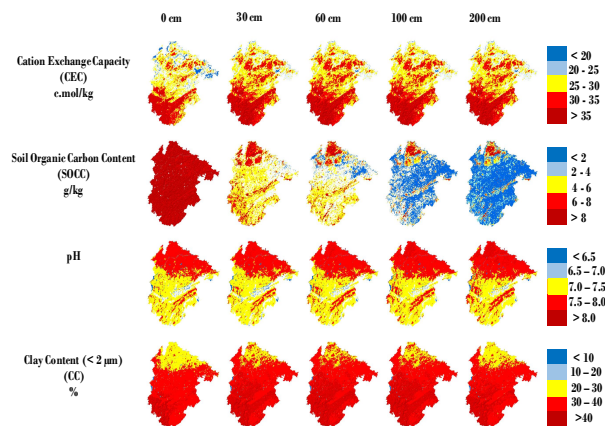 0 cm 30 cm 60 cm 100 cm 200 cm
Cation Exchange Capacity
(CEC)
c.mol/kg
< 20
20 - 25
25 - 30
30 - 35
> 35
Soil Organic Carbon Content
(SOCC)
g/kg
< 2
2 - 4
4 - 6
6 - 8
> 8
pH
< 6.5
6.5 – 7.0
7.0 – 7.5
7.5 – 8.0
> 8.0
Clay Content (< 2 μm)
(CC)
%
< 10
10 – 20
20 – 30
30 – 40
>40